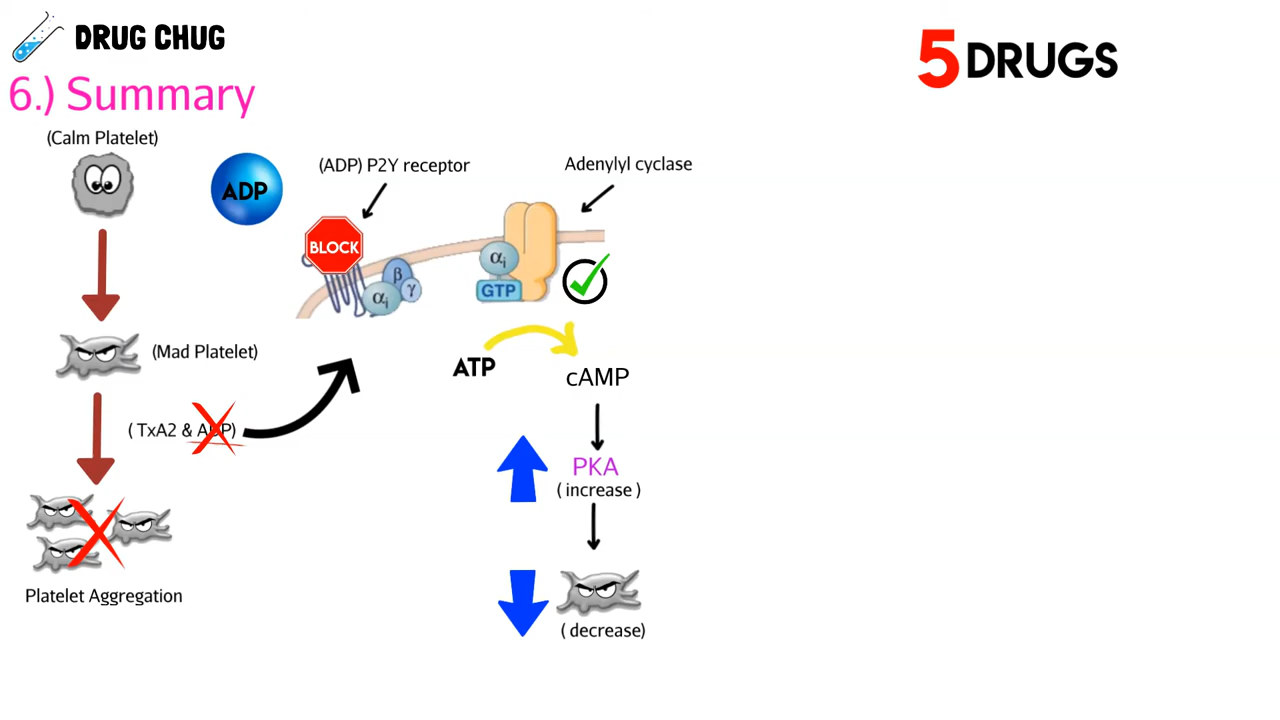 DRUG CHUG
5 DRUGS
6.) Summary
(Calm Platelet)
ADP
(ADP) P2Y receptor
Adenylyl cyclase
BLOCK
αi
β
γ
αi
GTP
(Mad Platelet)
ATP
cAMP
( TxA2 & ADP)
PKA
( increase )
Platelet Aggregation
( decrease)